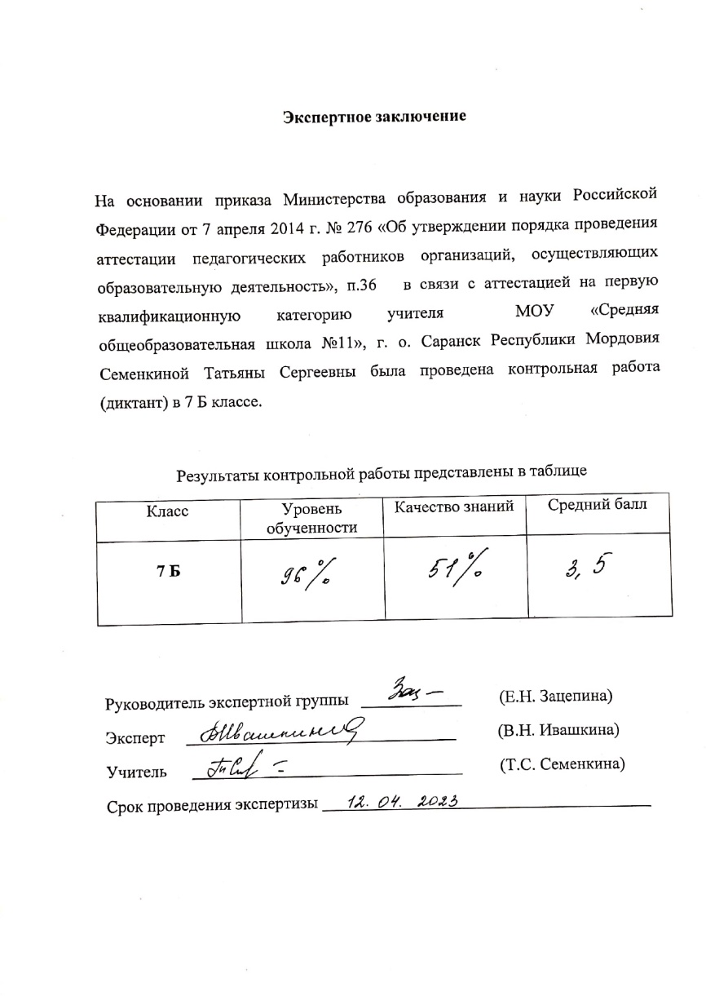 Экспертное заключение
На основании приказа Министерства образования и науки Российской
Федерации от 7 апреля 2014 г. № 276 «Об утверждении порядка проведения
аттестации педагогических работников организаций, осуществляющих
образовательную деятельность», п.36 в связи с аттестацией на первую
квалификационную категорию учителя МОУ «Средняя
общеобразовательная школа №11», г. о. Саранск Республики Мордовия
Семенкиной Татьяны Сергеевны была проведена контрольная работа
(диктант) в 7 Б классе.
Результаты контрольной работы представлены в таблице
Класс Уровень обученности Качество знаний Средний балл
7 Б 96% 51% 3,5
Руководитель экспертной группы Зац (Е.Н. Зацепина)
Эксперт ВИвашкина (В.Н. Ивашкина)
Учитель (Т.С. Семенкина)
Срок проведения экспертизы 12. 04. 2023